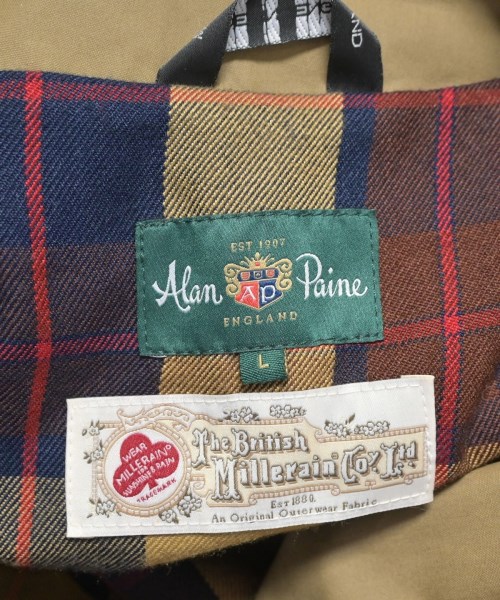 EST 1907
Alan Paine
AP
ENGLAND
L
WEAR
MILLERAIN
TRADEMARK
The British
Millerain Coy Ltd
EST 1880.
An Original Outerwear Fabric